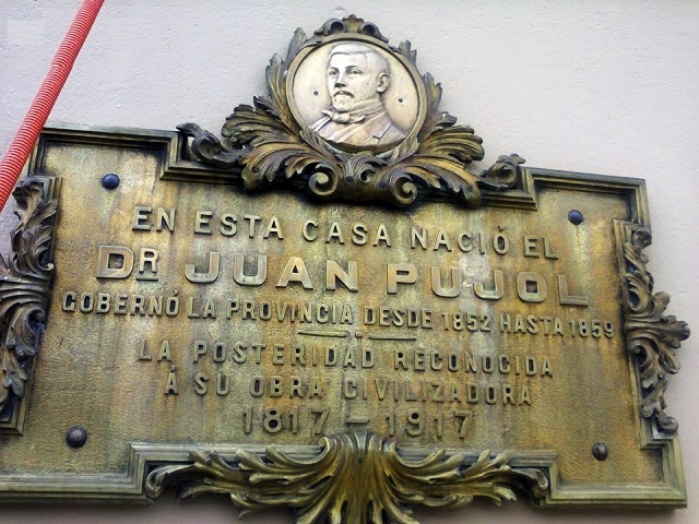 EN ESTA CASA NACIÓ EL
DR JUAN PUJOL
GOBERNÓ LA PROVINCIA DESDE 1852 HASTA 1859
LA POSTERIDAD RECONOCIDA
Á SU OBRA CIVILIZADORA
1817 - 1917